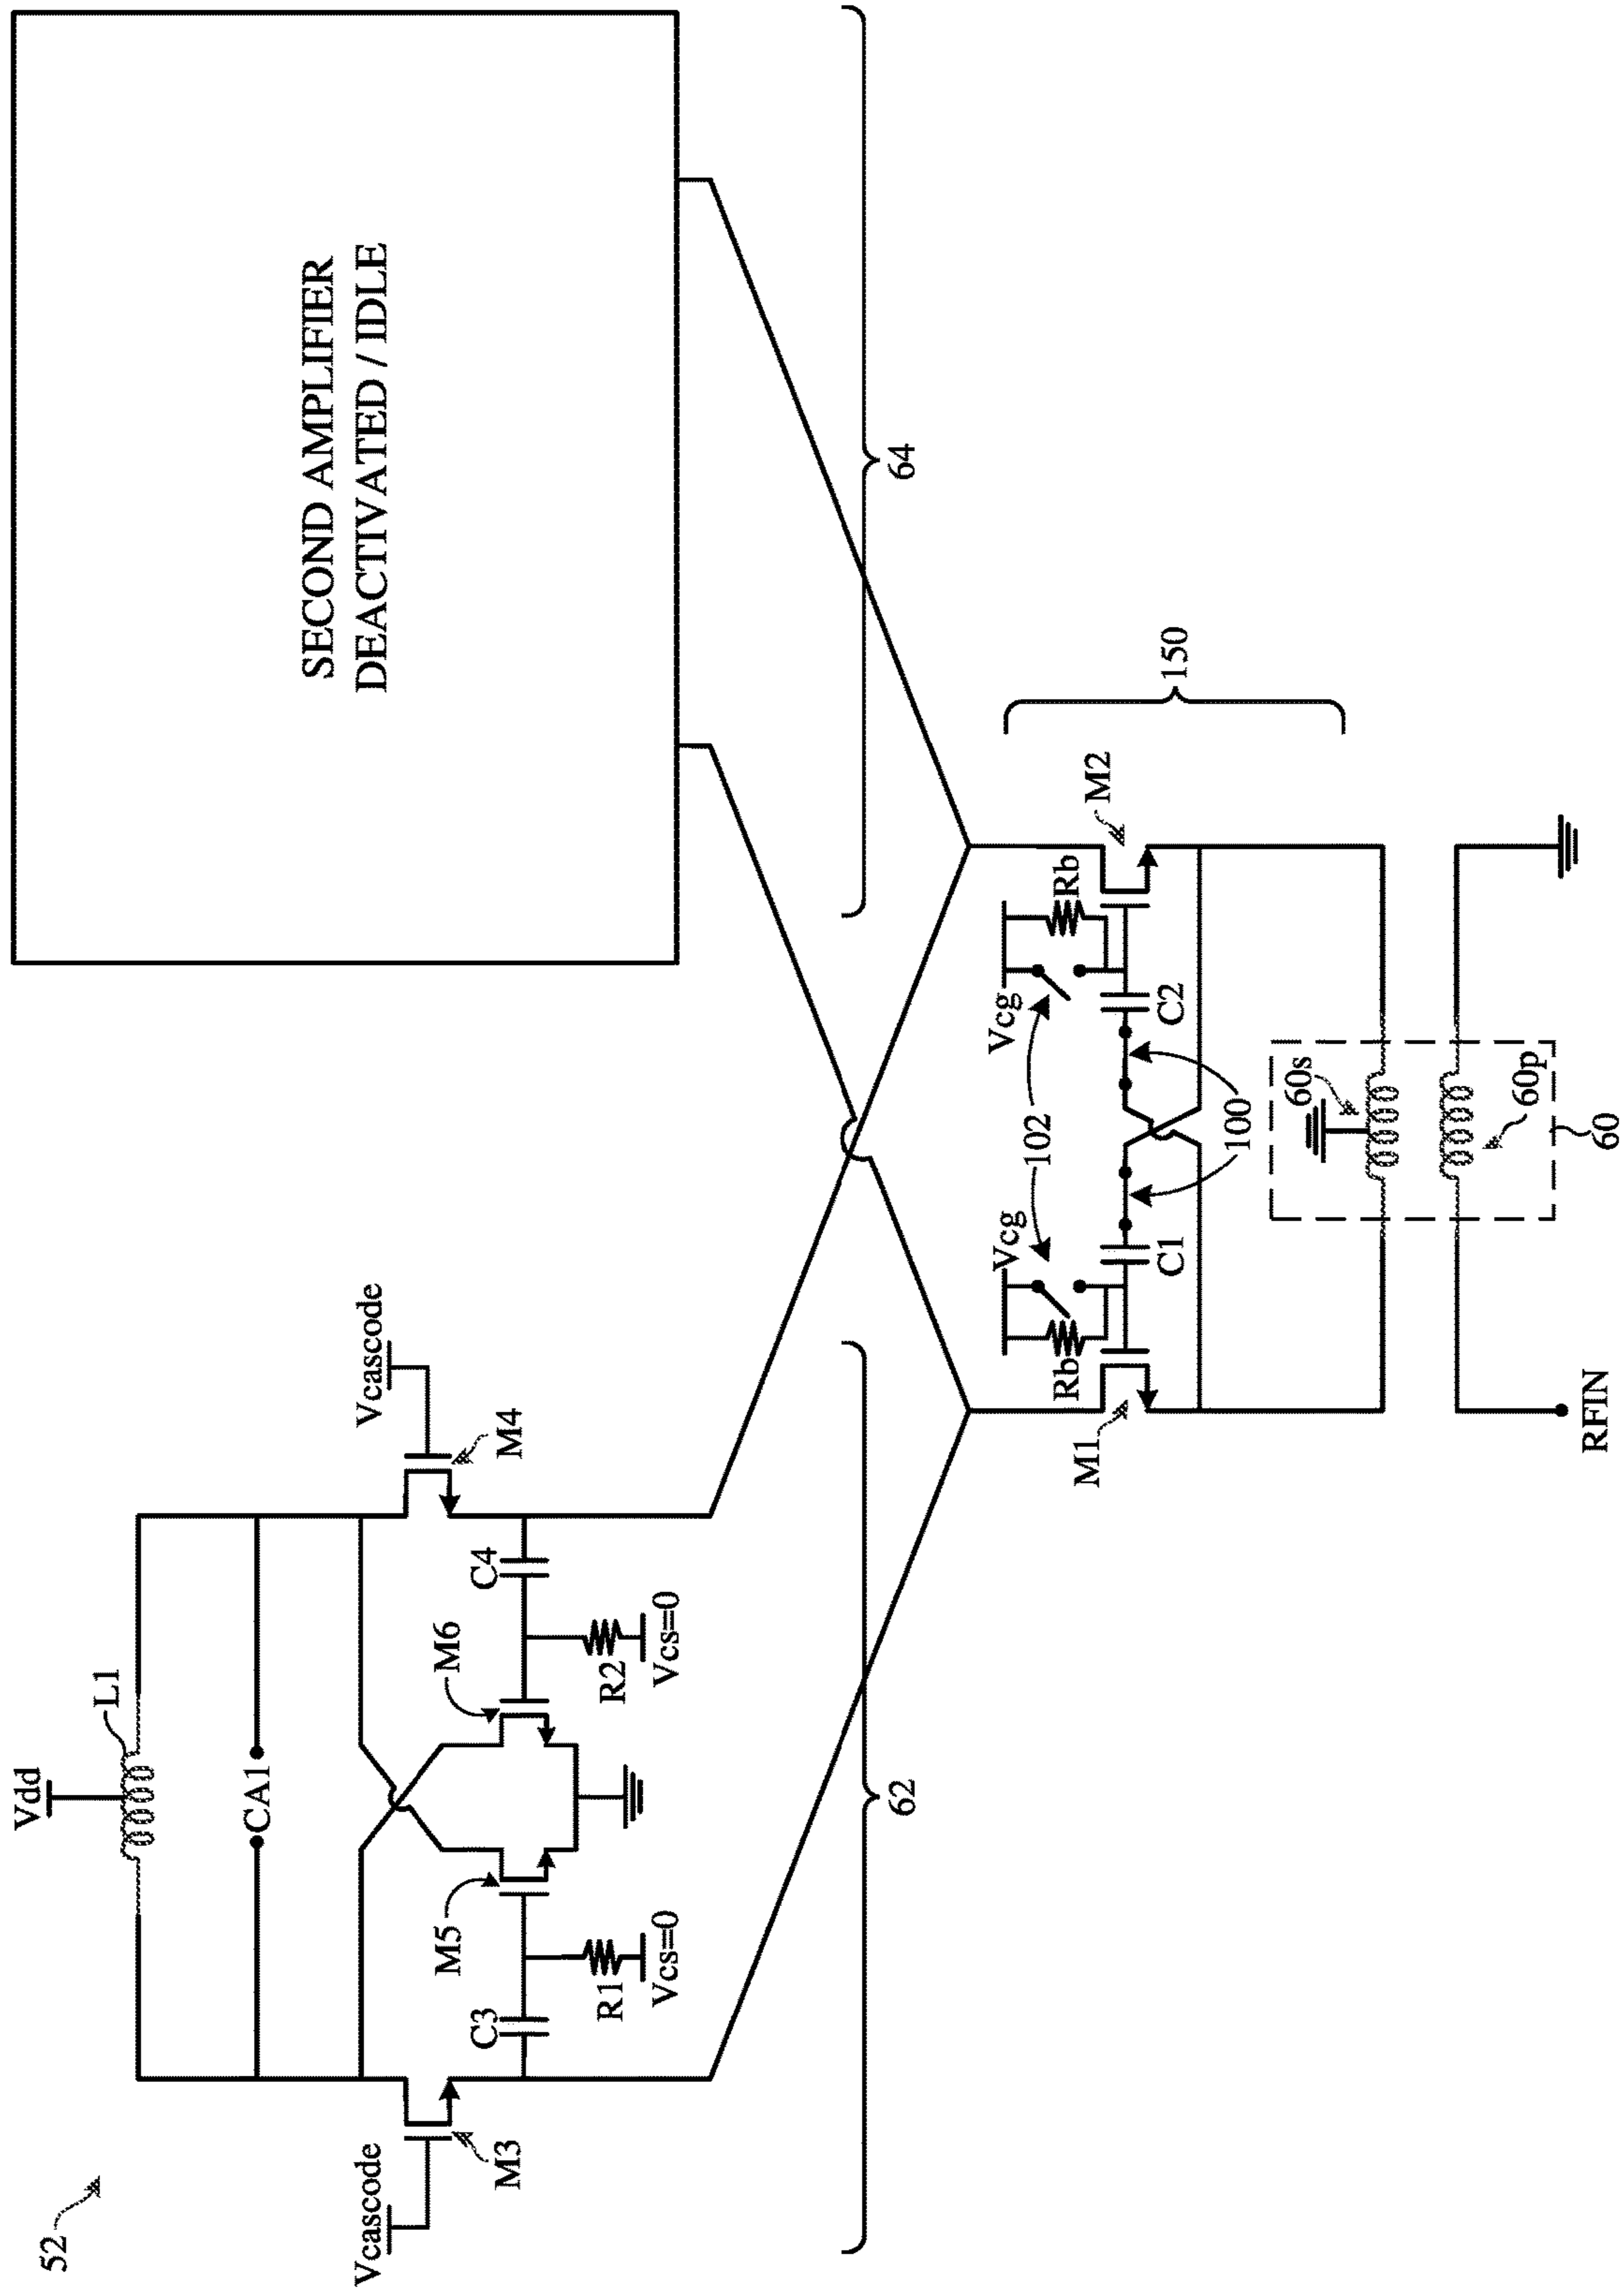 52
Vdd
L1
CA1
Vcascode
Vcascode
M3
M4
M5
M6
C3
C4
R1
R2
Vcs=0
Vcs=0
62
SECOND AMPLIFIER
DEACTIVATED / IDLE
64
Vcg
Vcg
102
Rb
Rb
M1
M2
C1
C2
100
150
60s
60p
60
RFIN